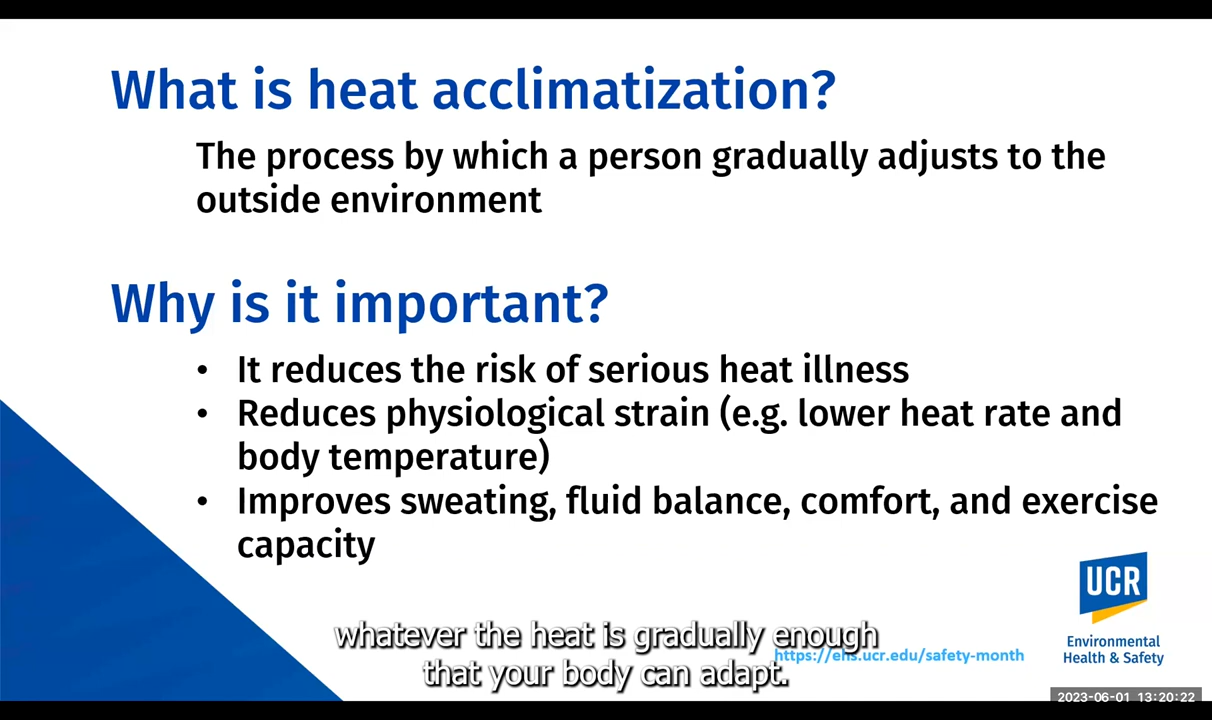 What is heat acclimatization?
The process by which a person gradually adjusts to the
outside environment
Why is it important?
• It reduces the risk of serious heat illness
• Reduces physiological strain (e.g. lower heat rate and
body temperature)
• Improves sweating, fluid balance, comfort, and exercise
capacity
UCR
Environmental
Health & Safety
https://ehs.ucr.edu/safety-month
whatever the heat is gradually enough
that your body can adapt.
2023-06-01 13:20:22